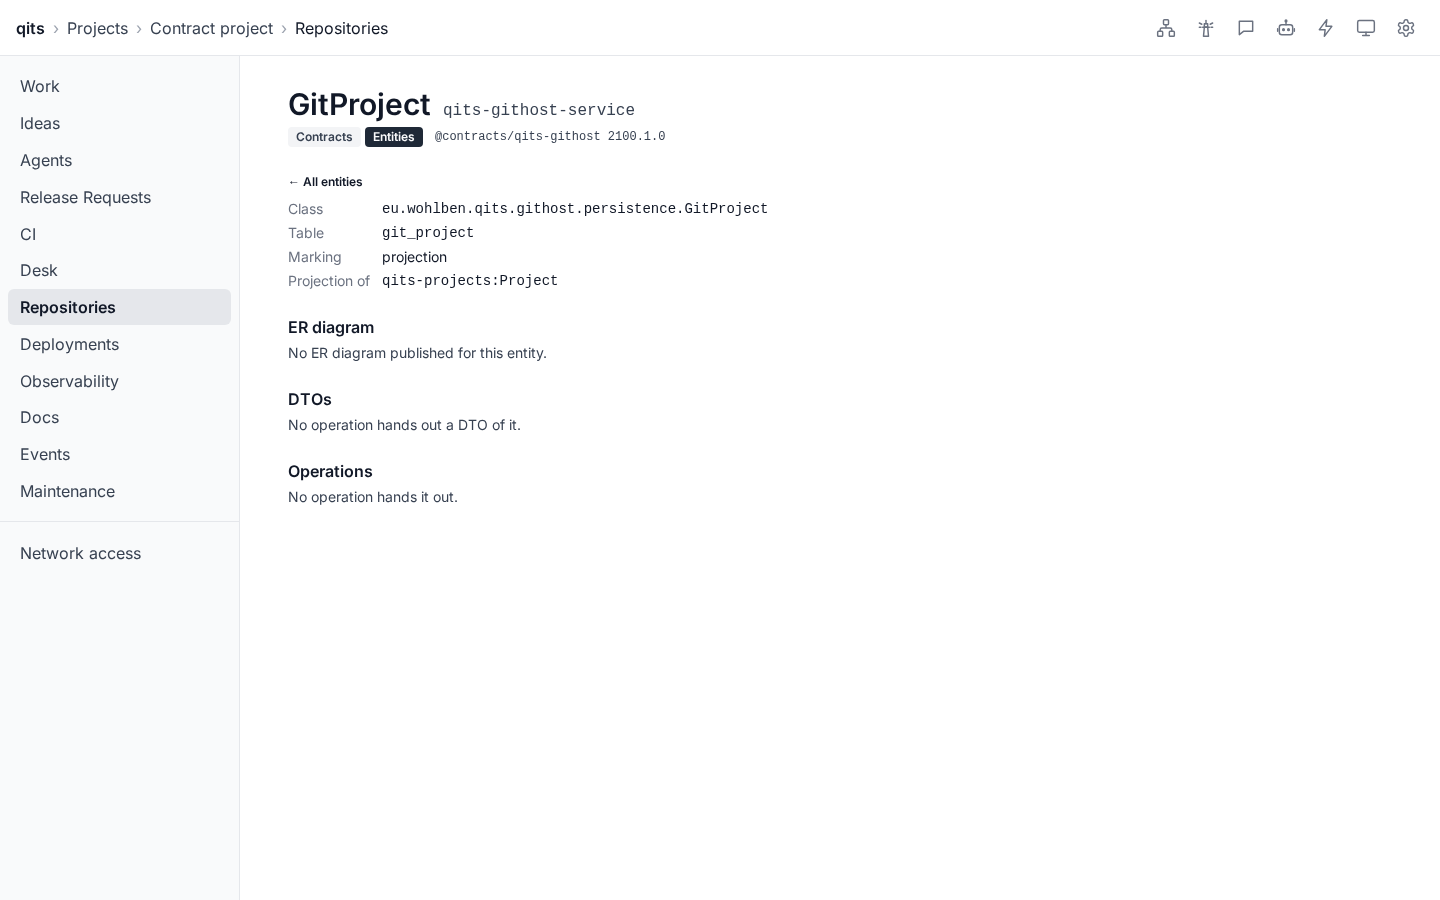 qits › Projects › Contract project › Repositories
Work
Ideas
Agents
Release Requests
CI
Desk
Repositories
Deployments
Observability
Docs
Events
Maintenance
Network access
GitProject qits-githost-service
Contracts Entities @contracts/qits-githost 2100.1.0
← All entities
Class eu.wohlben.qits.githost.persistence.GitProject
Table git_project
Marking projection
Projection of qits-projects:Project
ER diagram
No ER diagram published for this entity.
DTOs
No operation hands out a DTO of it.
Operations
No operation hands it out.